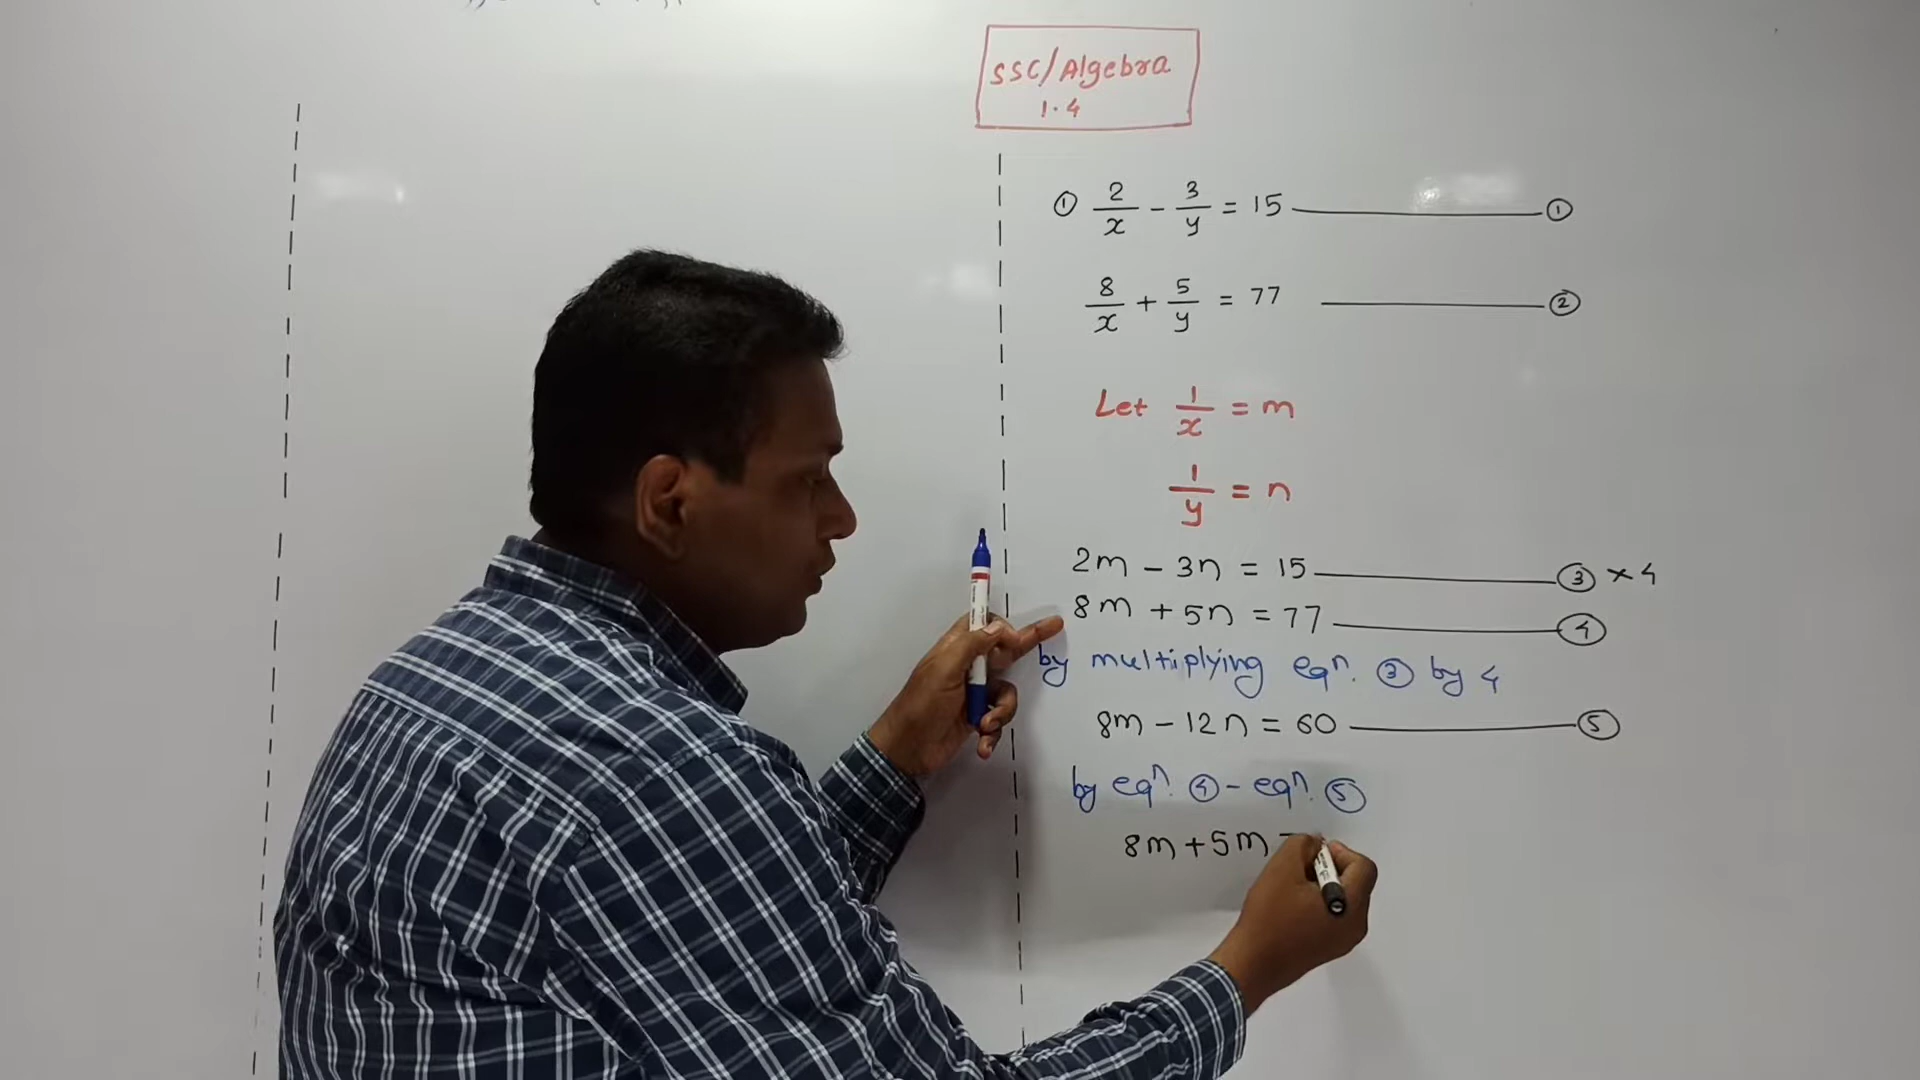 SSC/Algebra
1.4
① 2/x - 3/y = 15 ①
8/x + 5/y = 77 ②
Let 1/x = m
1/y = n
2m - 3n = 15 ③ × 4
8m + 5n = 77 ④
by multiplying eqⁿ. ③ by 4
8m - 12n = 60 ⑤
by eqⁿ. ④ - eqⁿ. ⑤
8m + 5m =